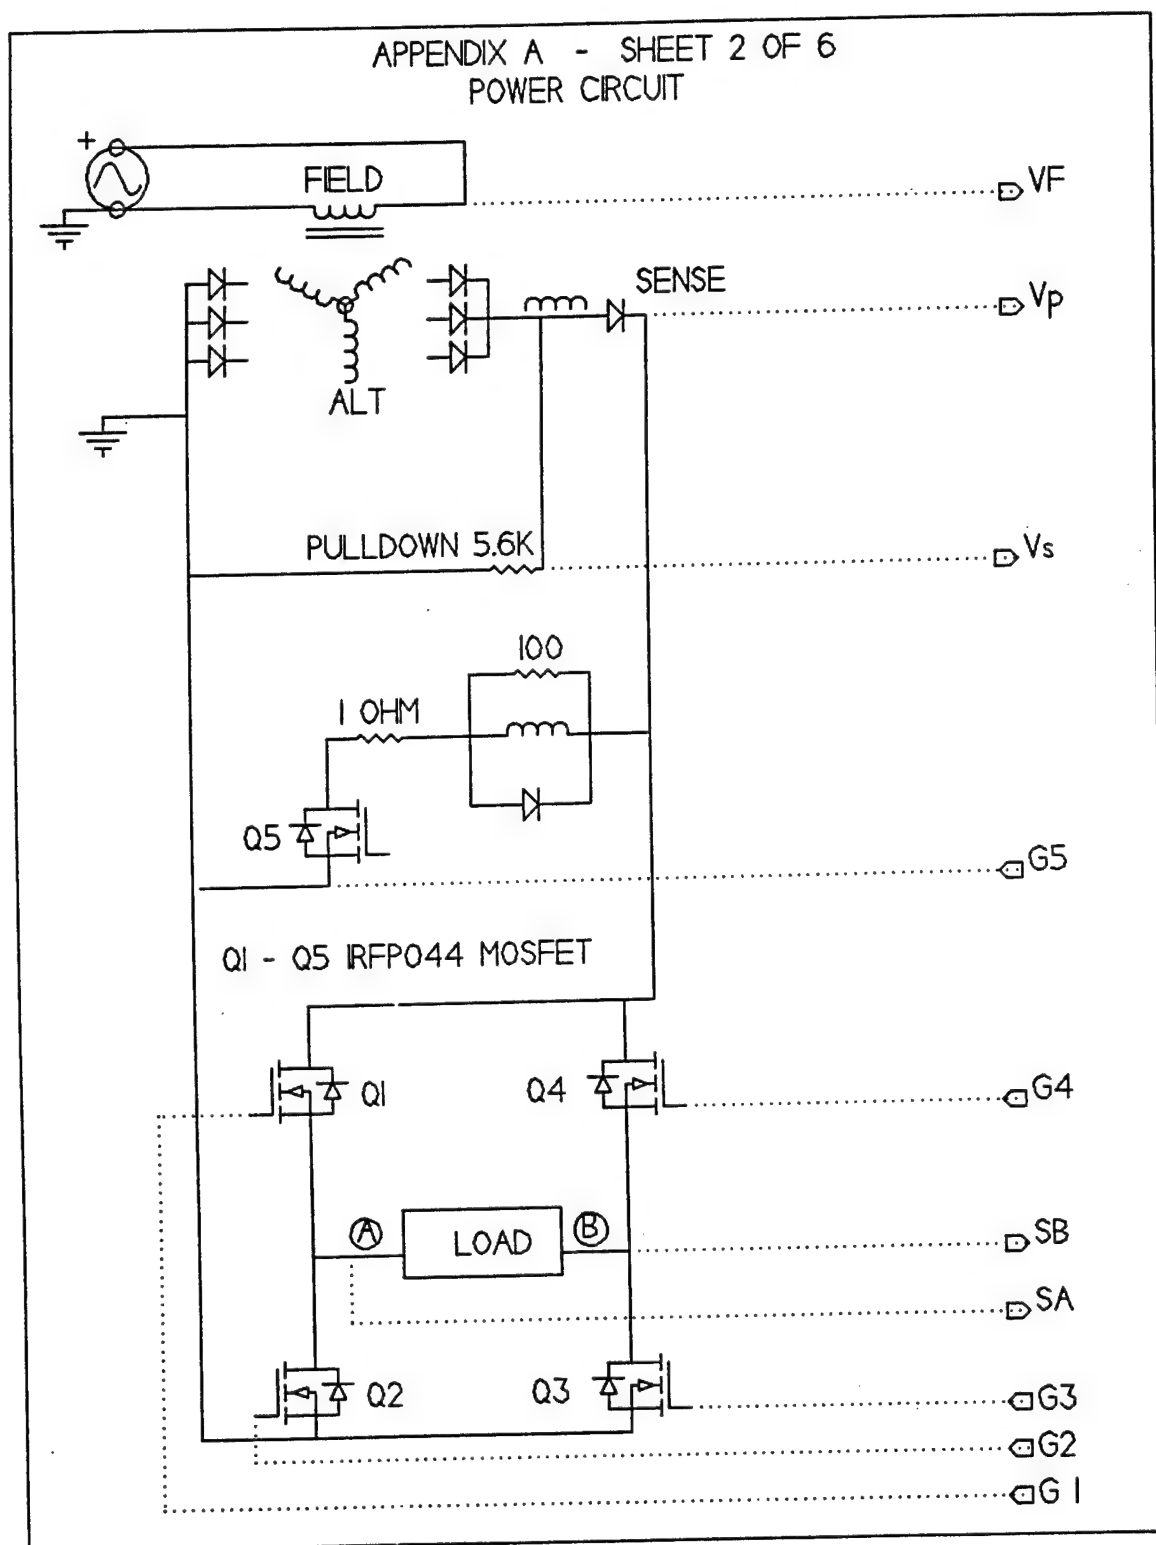 APPENDIX A - SHEET 2 OF 6
POWER CIRCUIT
+
FIELD
VF
SENSE
Vp
ALT
PULLDOWN 5.6K
Vs
100
1 OHM
Q5
G5
Q1 - Q5 IRFP044 MOSFET
Q1
Q4
G4
A
LOAD
B
SB
SA
Q2
Q3
G3
G2
G 1